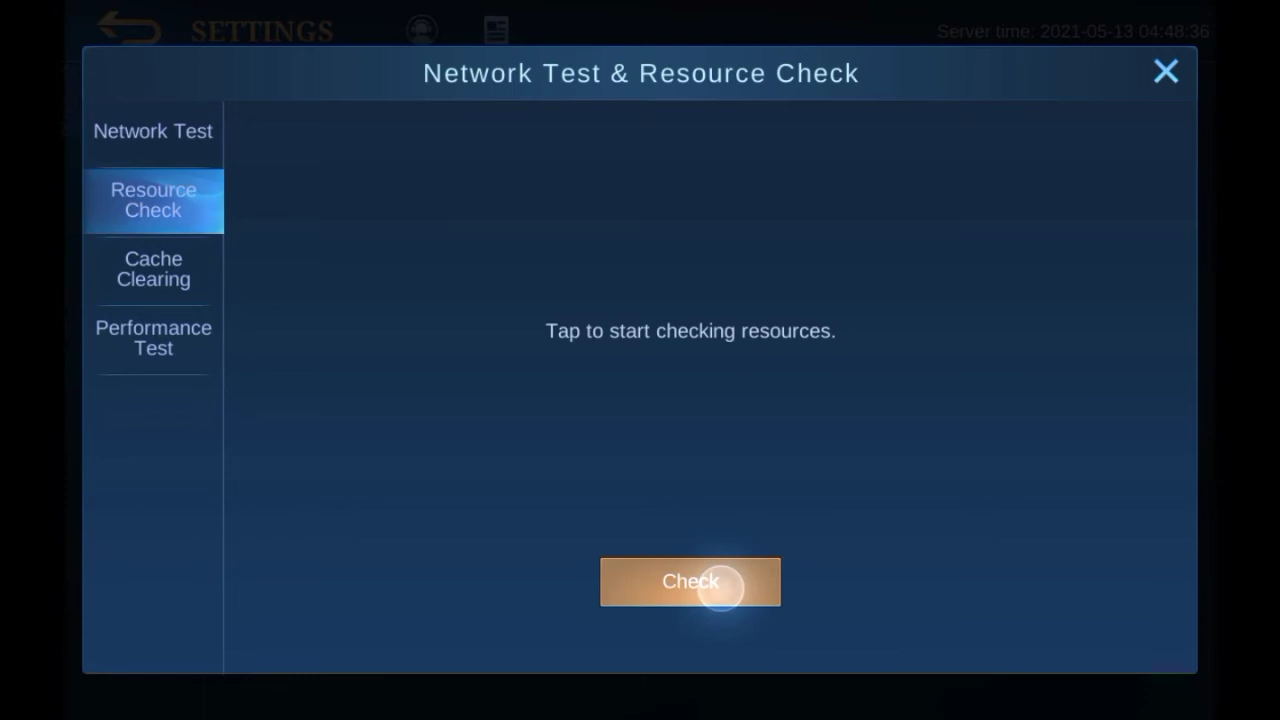 SETTINGS
Server time: 2021-05-13 04:48:36
Network Test & Resource Check
Network Test
Resource
Check
Cache
Clearing
Performance
Test
Tap to start checking resources.
Check